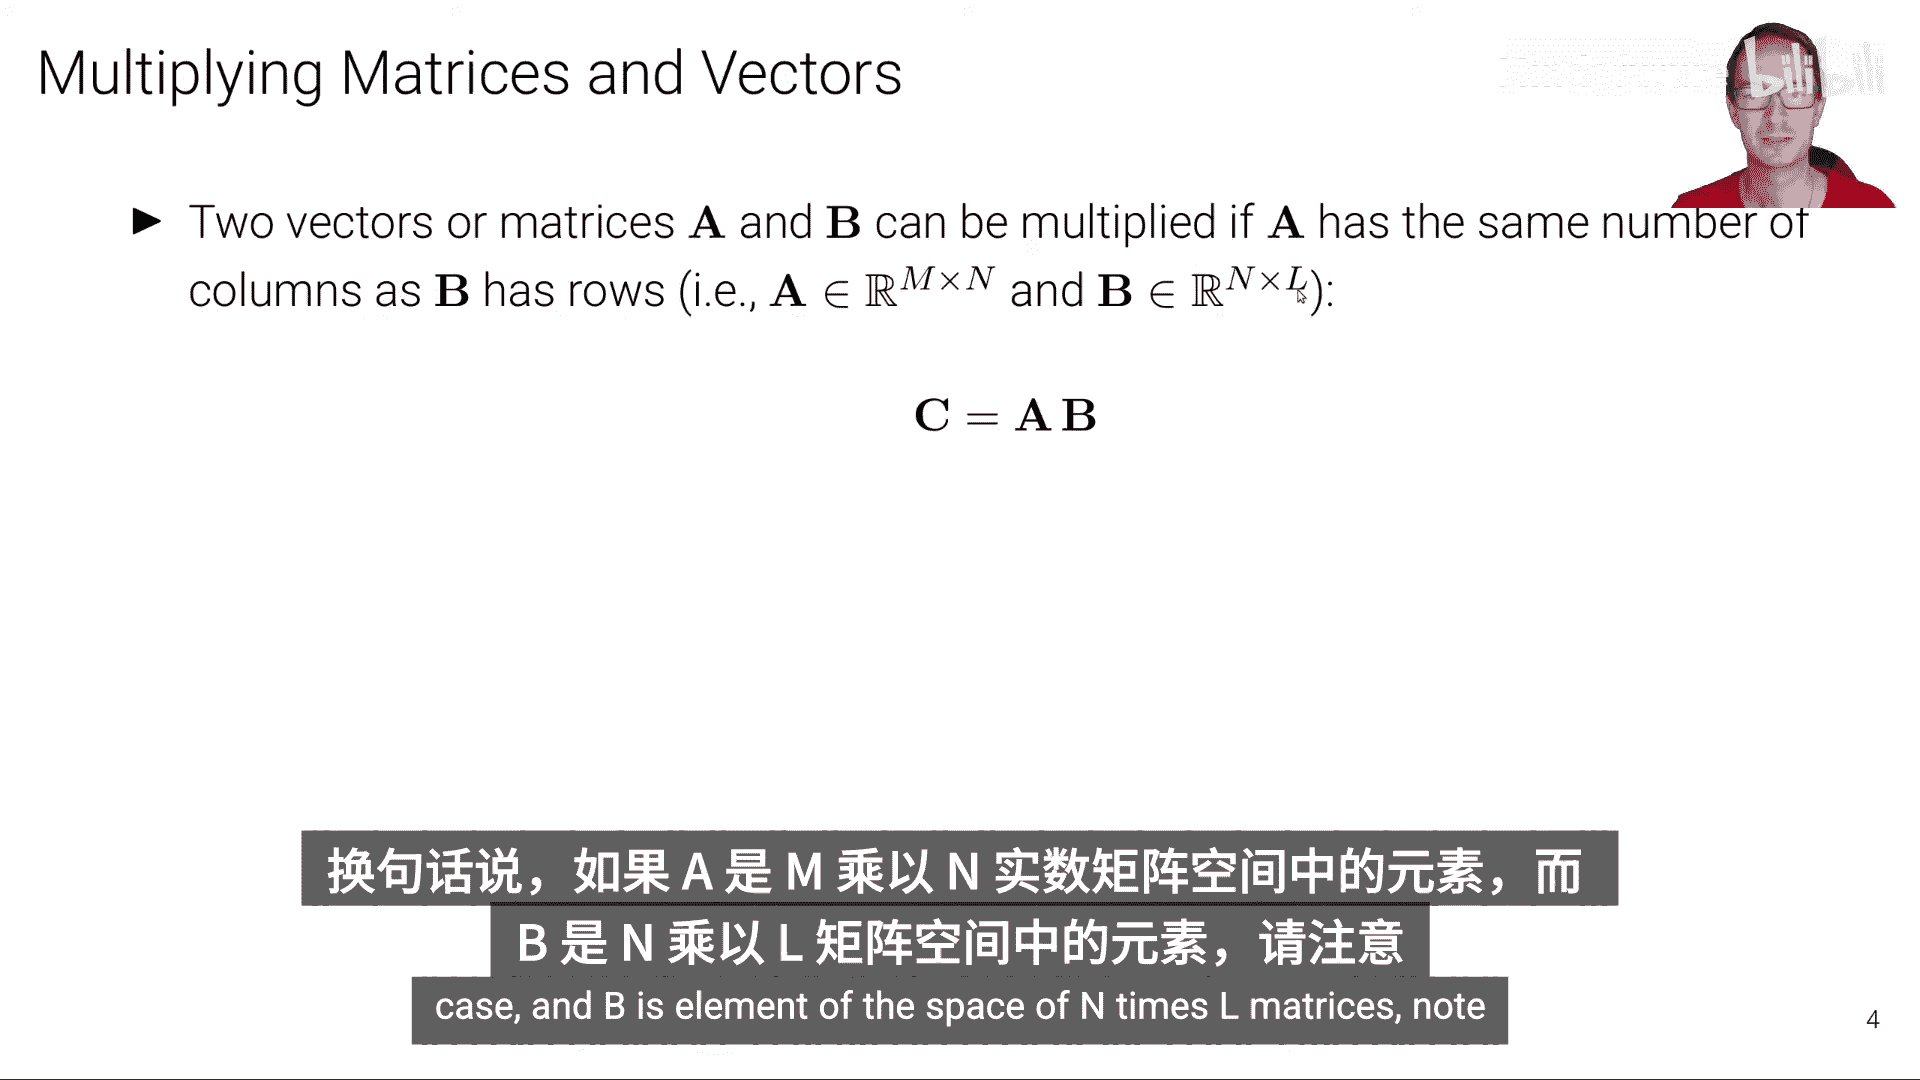 Multiplying Matrices and Vectors
bilibili
▶ Two vectors or matrices A and B can be multiplied if A has the same number of
columns as B has rows (i.e., A ∈ ℝ^{M×N} and B ∈ ℝ^{N×L}):
C = A B
换句话说，如果 A 是 M 乘以 N 实数矩阵空间中的元素，而
B 是 N 乘以 L 矩阵空间中的元素，请注意
case, and B is element of the space of N times L matrices, note
4